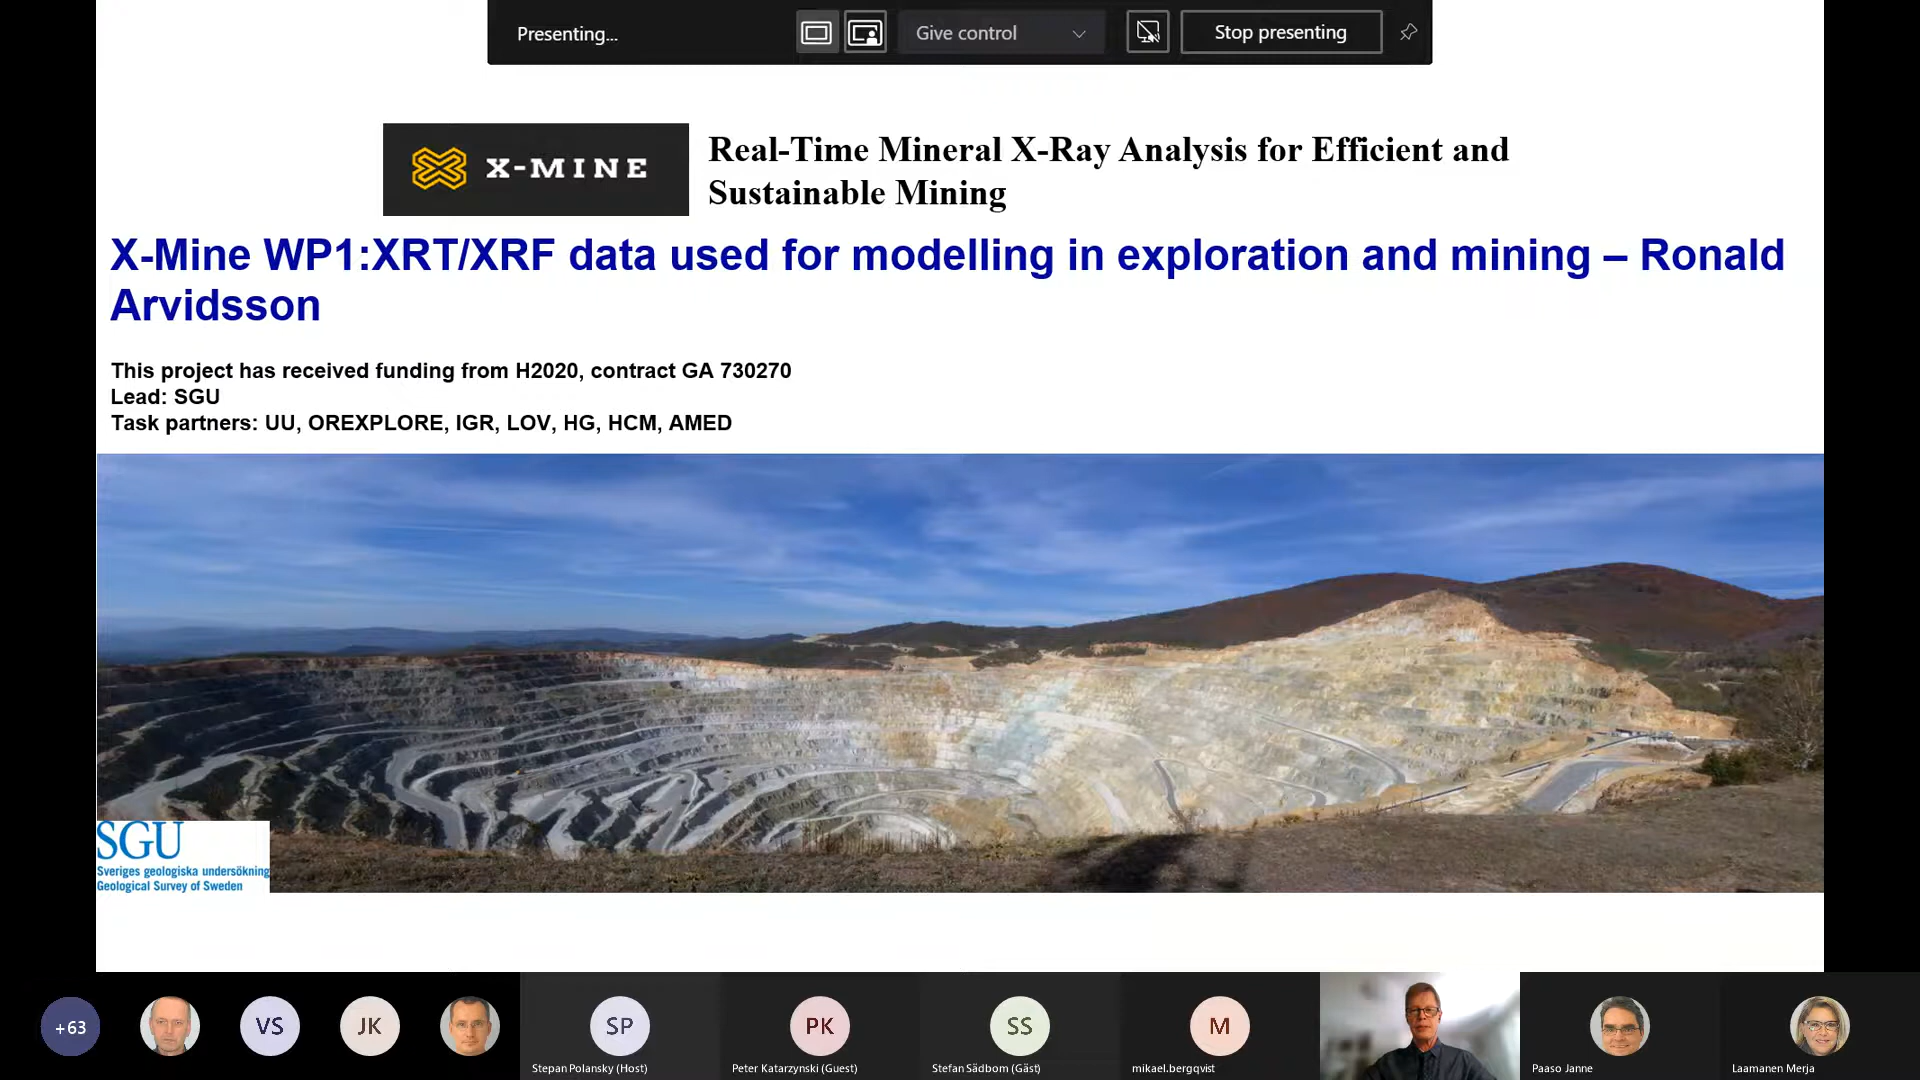 Presenting...
Give control
Stop presenting
X-MINE
Real-Time Mineral X-Ray Analysis for Efficient and
Sustainable Mining
X-Mine WP1:XRT/XRF data used for modelling in exploration and mining – Ronald
Arvidsson
This project has received funding from H2020, contract GA 730270
Lead: SGU
Task partners: UU, OREXPLORE, IGR, LOV, HG, HCM, AMED
SGU
Sveriges geologiska undersökning
Geological Survey of Sweden
+63
VS
JK
SP
PK
SS
M
Stepan Polansky (Host)
Peter Katarzynski (Guest)
Stefan Sädbom (Gäst)
mikael.bergqvist
Paaso Janne
Laamanen Merja